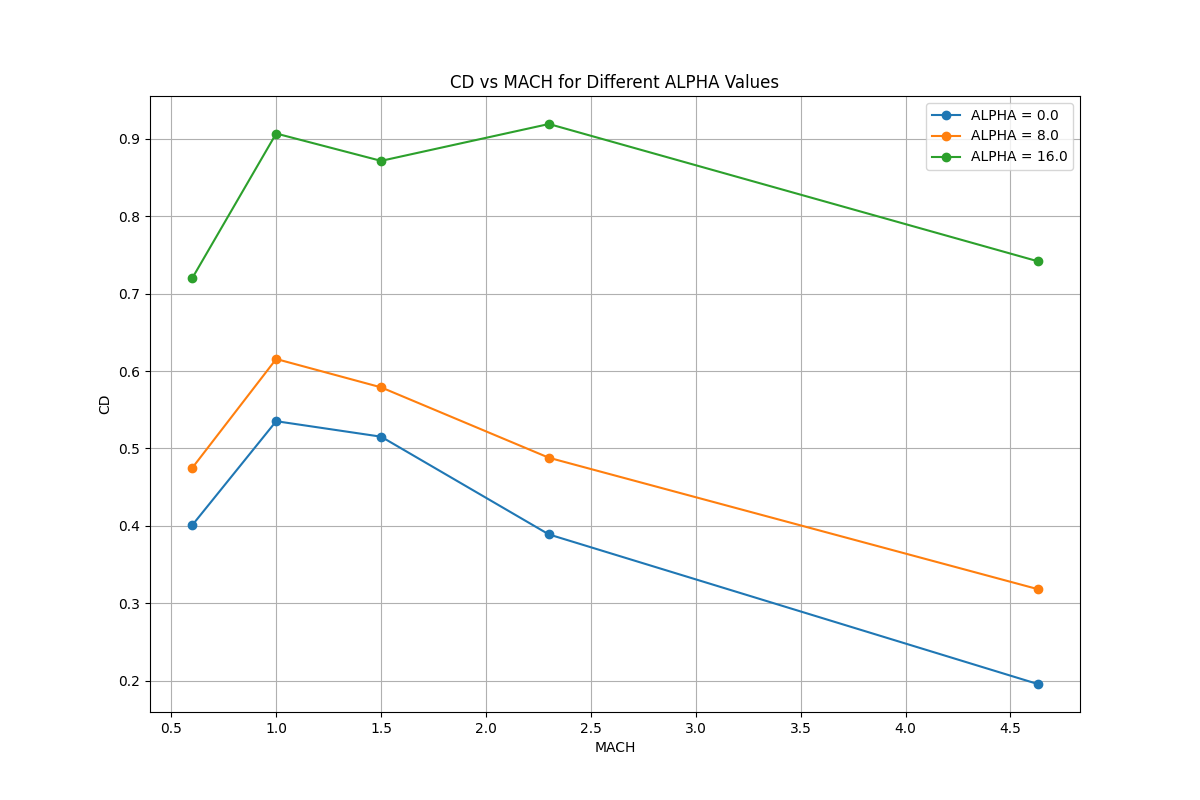 CD vs MACH for Different ALPHA Values
ALPHA = 0.0
ALPHA = 8.0
ALPHA = 16.0
0.9
0.8
0.7
0.6
0.5
0.4
0.3
0.2
CD
0.5 1.0 1.5 2.0 2.5 3.0 3.5 4.0 4.5
MACH